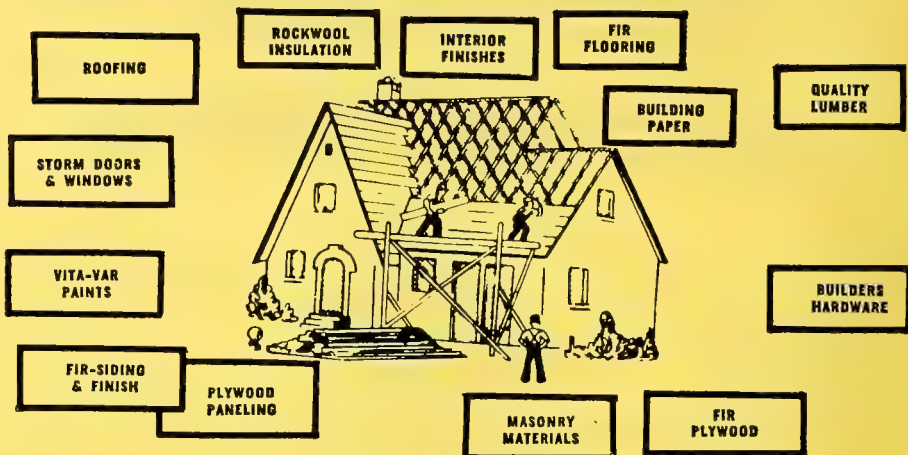 ROCKWOOL
INSULATION
INTERIOR
FINISHES
FIR
FLOORING
ROOFING
BUILDING
PAPER
QUALITY
LUMBER
STORM DOORS
& WINDOWS
VITA-VAR
PAINTS
BUILDERS
HARDWARE
FIR-SIDING
& FINISH
PLYWOOD
PANELING
MASONRY
MATERIALS
FIR
PLYWOOD